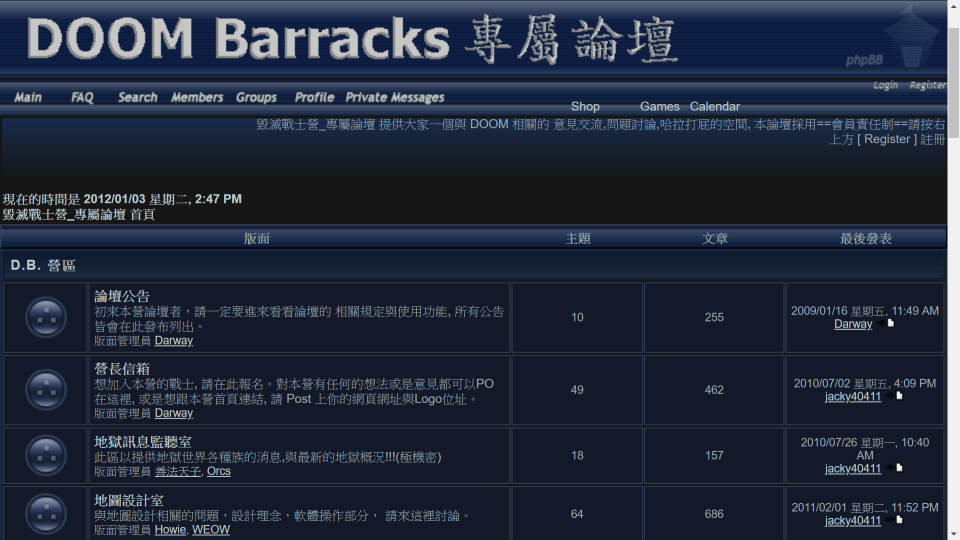 DOOM Barracks 專屬論壇
phpBB
Login Register
Main FAQ Search Members Groups Profile Private Messages
Shop Games Calendar
毀滅戰士營_專屬論壇 提供大家一個與 DOOM 相關的 意見交流,問題討論,哈拉打屁的空間, 本論壇採用==會員責任制==請按右
上方 [ Register ] 註冊
現在的時間是 2012/01/03 星期二, 2:47 PM
毀滅戰士營_專屬論壇 首頁
版面 主題 文章 最後發表
D.B. 營區
論壇公告
初來本營論壇者，請一定要進來看看論壇的 相關規定與使用功能, 所有公告
皆會在此發布列出。
版面管理員 Darway
10 255
2009/01/16 星期五, 11:49 AM
Darway
營長信箱
想加入本營的戰士, 請在此報名。對本營有任何的想法或是意見都可以PO
在這裡, 或是想跟本營首頁連結, 請 Post 上你的網頁網址與Logo位址。
版面管理員 Darway
49 462
2010/07/02 星期五, 4:09 PM
jacky40411
地獄訊息監聽室
此區以提供地獄世界各種族的消息,與最新的地獄概況!!!(極機密)
版面管理員 善法天子, Orcs
18 157
2010/07/26 星期一, 10:40
AM
jacky40411
地圖設計室
與地圖設計相關的問題，設計理念，軟體操作部分， 請來這裡討論。
版面管理員 Howie, WEOW
64 686
2011/02/01 星期二, 11:52 PM
jacky40411